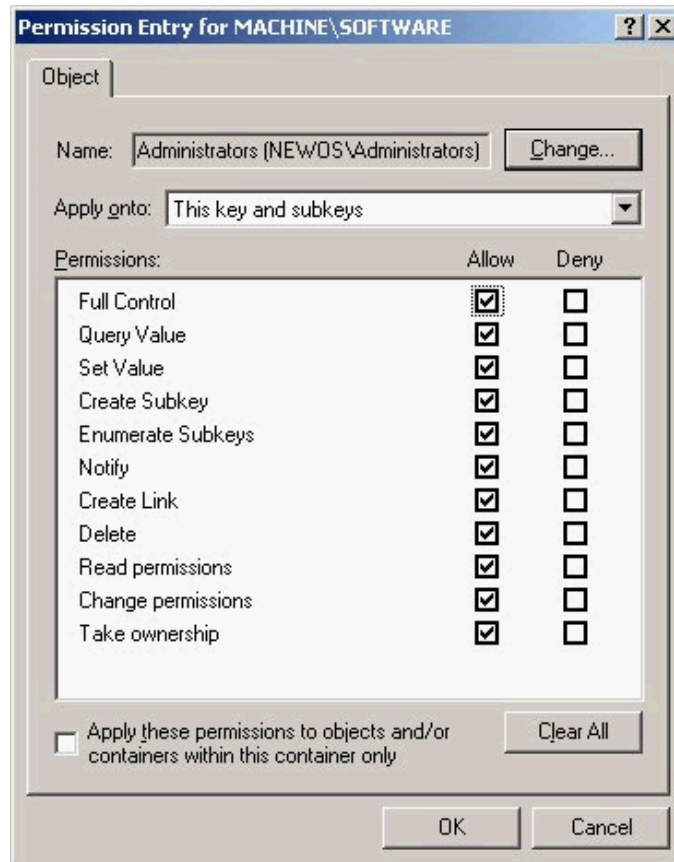 Permission Entry for MACHINE\SOFTWARE
Object
Name: Administrators (NEWOS\Administrators) Change...
Apply onto: This key and subkeys
Permissions: Allow Deny
Full Control
Query Value
Set Value
Create Subkey
Enumerate Subkeys
Notify
Create Link
Delete
Read permissions
Change permissions
Take ownership
Apply these permissions to objects and/or
containers within this container only
Clear All
OK Cancel